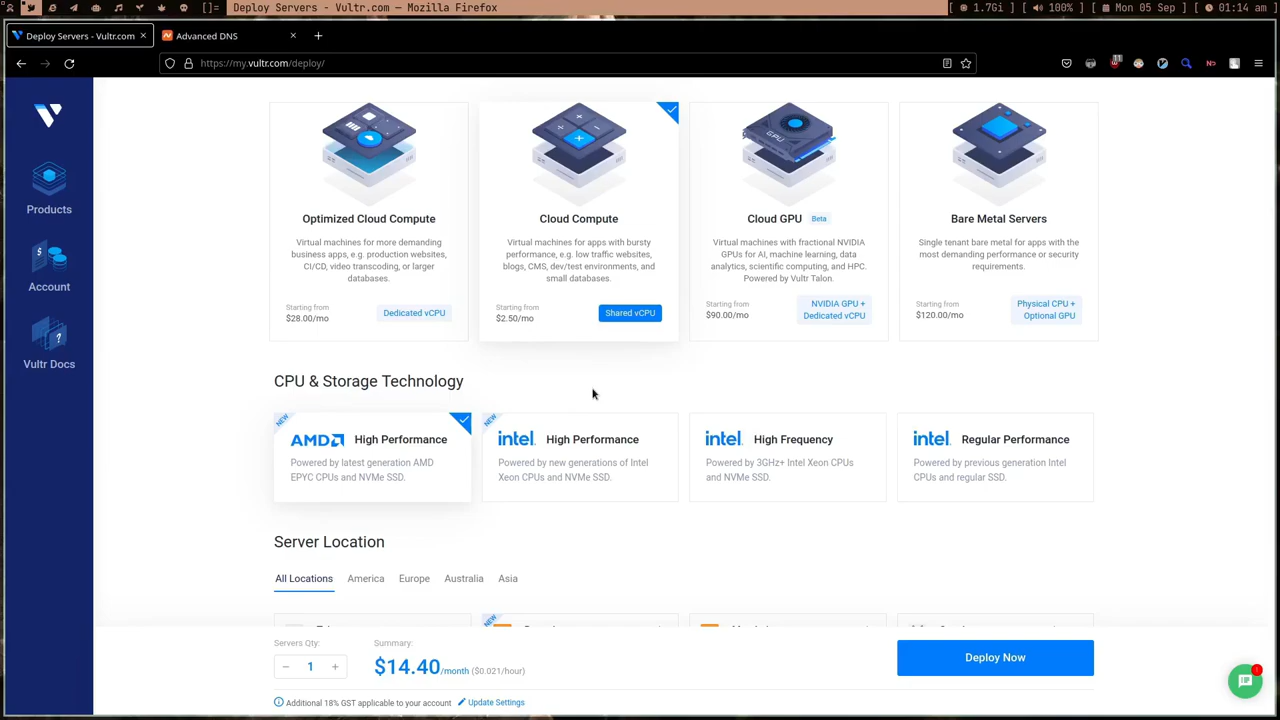 []= Deploy Servers - Vultr.com — Mozilla Firefox
[ 1.7Gi ] [ 100% ] [ Mon 05 Sep ] [ 01:14 am ]
Deploy Servers - Vultr.com
Advanced DNS
https://my.vultr.com/deploy/
Products
Account
Vultr Docs
Optimized Cloud Compute
Virtual machines for more demanding
business apps, e.g. production websites,
CI/CD, video transcoding, or larger
databases.
Starting from
$28.00/mo
Dedicated vCPU
Cloud Compute
Virtual machines for apps with bursty
performance, e.g. low traffic websites,
blogs, CMS, dev/test environments, and
small databases.
Starting from
$2.50/mo
Shared vCPU
GPU
Cloud GPU Beta
Virtual machines with fractional NVIDIA
GPUs for AI, machine learning, data
analytics, scientific computing, and HPC.
Powered by Vultr Talon.
Starting from
$90.00/mo
NVIDIA GPU +
Dedicated vCPU
Bare Metal Servers
Single tenant bare metal for apps with the
most demanding performance or security
requirements.
Starting from
$120.00/mo
Physical CPU +
Optional GPU
CPU & Storage Technology
NEW
AMD High Performance
Powered by latest generation AMD
EPYC CPUs and NVMe SSD.
NEW
intel. High Performance
Powered by new generations of Intel
Xeon CPUs and NVMe SSD.
intel. High Frequency
Powered by 3GHz+ Intel Xeon CPUs
and NVMe SSD.
intel. Regular Performance
Powered by previous generation Intel
CPUs and regular SSD.
Server Location
All Locations America Europe Australia Asia
NEW
Servers Qty:
− 1 +
Summary:
$14.40/month ($0.021/hour)
Deploy Now
Additional 18% GST applicable to your account Update Settings